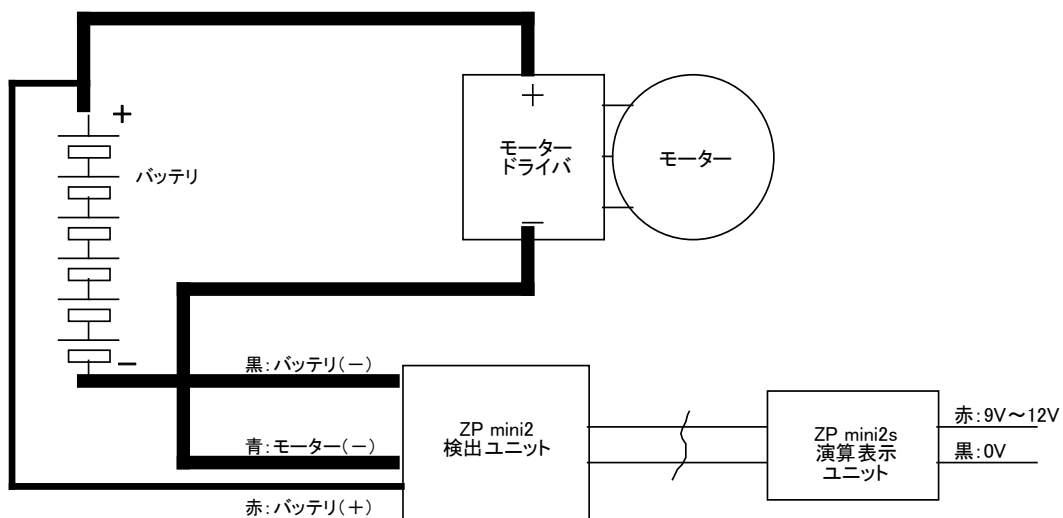 +
モーター
ドライバ
－
モーター
+
バッテリ
－
黒：バッテリ（－）
青：モーター（－）
赤：バッテリ（＋）
ZP mini2
検出ユニット
ZP mini2s
演算表示
ユニット
赤：9V～12V
黒：0V